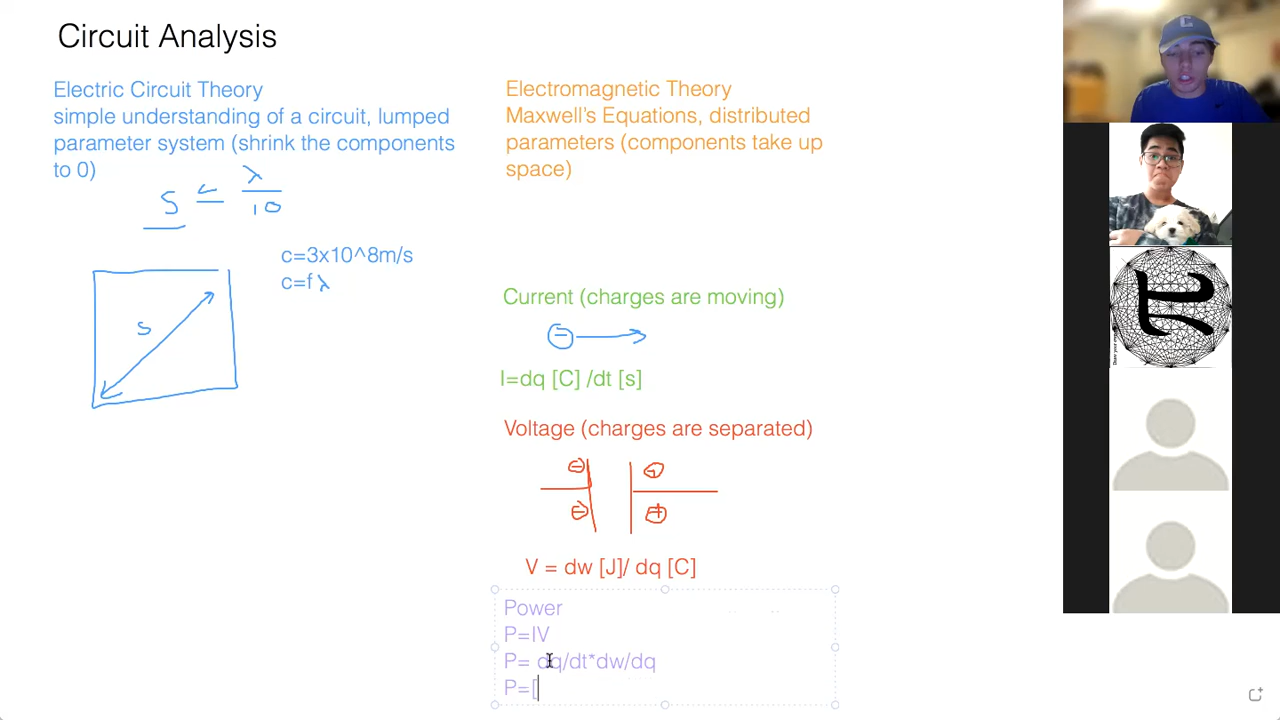 Circuit Analysis
Electric Circuit Theory
simple understanding of a circuit, lumped
parameter system (shrink the components
to 0)
S ≤ λ/10
c=3x10^8m/s
c=fλ
S
Electromagnetic Theory
Maxwell's Equations, distributed
parameters (components take up
space)
Current (charges are moving)
I=dq [C] /dt [s]
Voltage (charges are separated)
V = dw [J]/ dq [C]
Power
P=IV
P= dq/dt*dw/dq
P=[
C